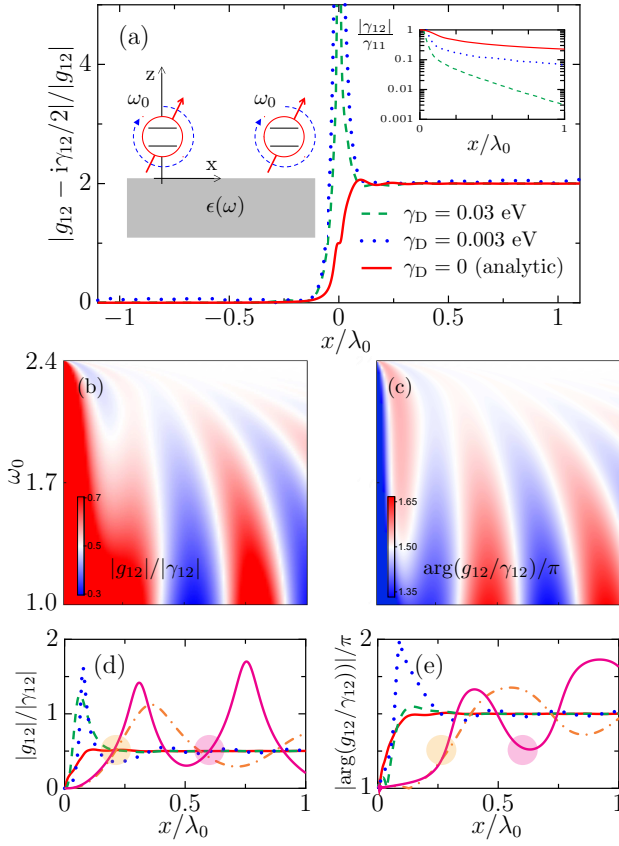 (a)
|g₁₂ − iγ₁₂/2|/|g₁₂|
4
2
0
−1
−0.5
0
0.5
1
x/λ₀
z
x
ω₀
ω₀
ϵ(ω)
|γ₁₂|
γ₁₁
1
0.1
0.01
0.001
0
1
x/λ₀
γ_D = 0.03 eV
γ_D = 0.003 eV
γ_D = 0 (analytic)
(b)
2.4
1.7
1.0
ω₀
0.7
0.5
0.3
|g₁₂|/|γ₁₂|
(c)
1.65
1.50
1.35
arg(g₁₂/γ₁₂)/π
(d)
|g₁₂|/|γ₁₂|
2
1
0
0
0.5
1
x/λ₀
(e)
|arg(g₁₂/γ₁₂))|/π
2
1
0
0.5
1
x/λ₀